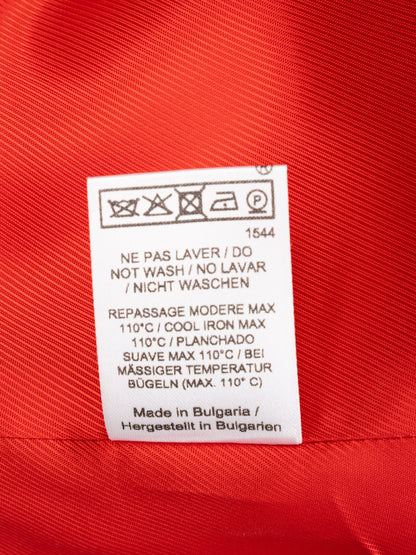 ®
P
1544
NE PAS LAVER / DO
NOT WASH / NO LAVAR
/ NICHT WASCHEN
REPASSAGE MODERE MAX
110°C / COOL IRON MAX
110°C / PLANCHADO
SUAVE MAX 110°C / BEI
MÄSSIGER TEMPERATUR
BÜGELN (MAX. 110° C)
Made in Bulgaria /
Hergestellt in Bulgarien